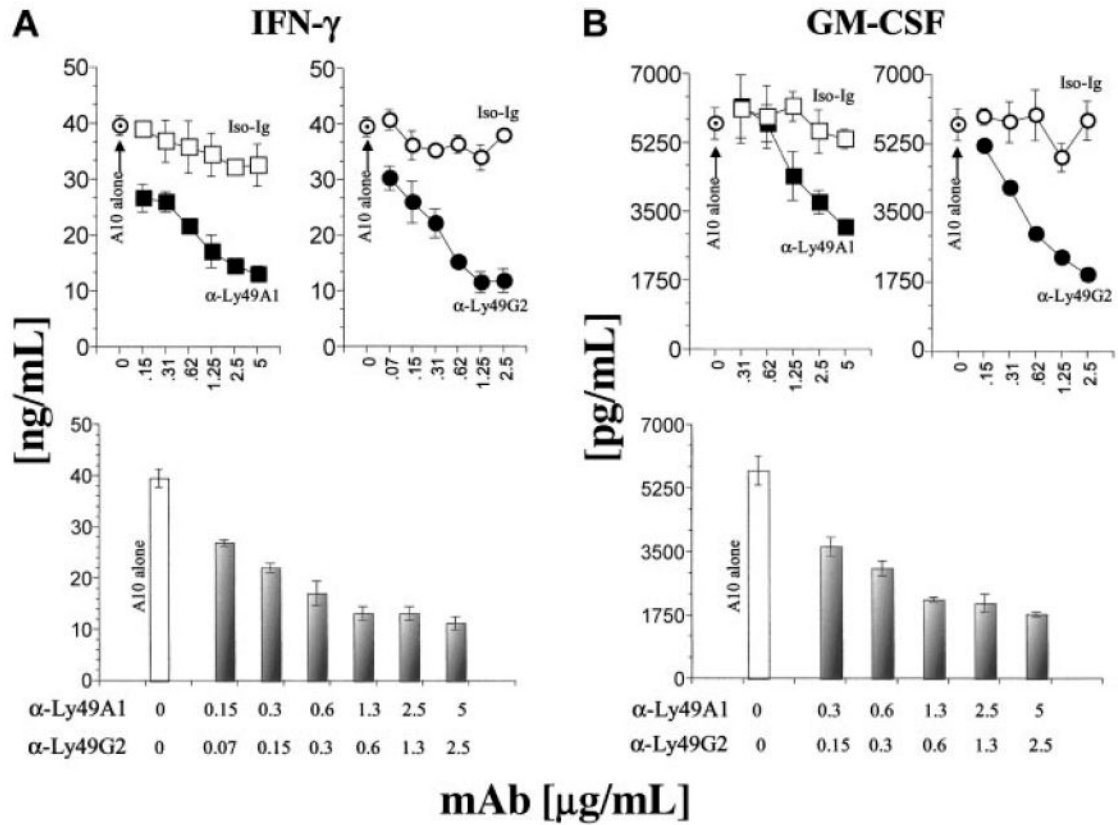 A IFN-γ
B GM-CSF
[ng/mL]
50
40
30
20
10
0
Iso-Ig
A10 alone
α-Ly49A1
0 .15 .31 .62 1.25 2.5 5
50
40
30
20
10
0
Iso-Ig
A10 alone
α-Ly49G2
0 .07 .15 .31 .62 1.25 2.5
[pg/mL]
7000
5250
3500
1750
0
Iso-Ig
A10 alone
α-Ly49A1
0 .31 .62 1.25 2.5 5
7000
5250
3500
1750
0
Iso-Ig
A10 alone
α-Ly49G2
0 .15 .31 .62 1.25 2.5
50
40
30
20
10
0
A10 alone
α-Ly49A1 0 0.15 0.3 0.6 1.3 2.5 5
α-Ly49G2 0 0.07 0.15 0.3 0.6 1.3 2.5
7000
5250
3500
1750
0
A10 alone
α-Ly49A1 0 0.3 0.6 1.3 2.5 5
α-Ly49G2 0 0.15 0.3 0.6 1.3 2.5
mAb [μg/mL]